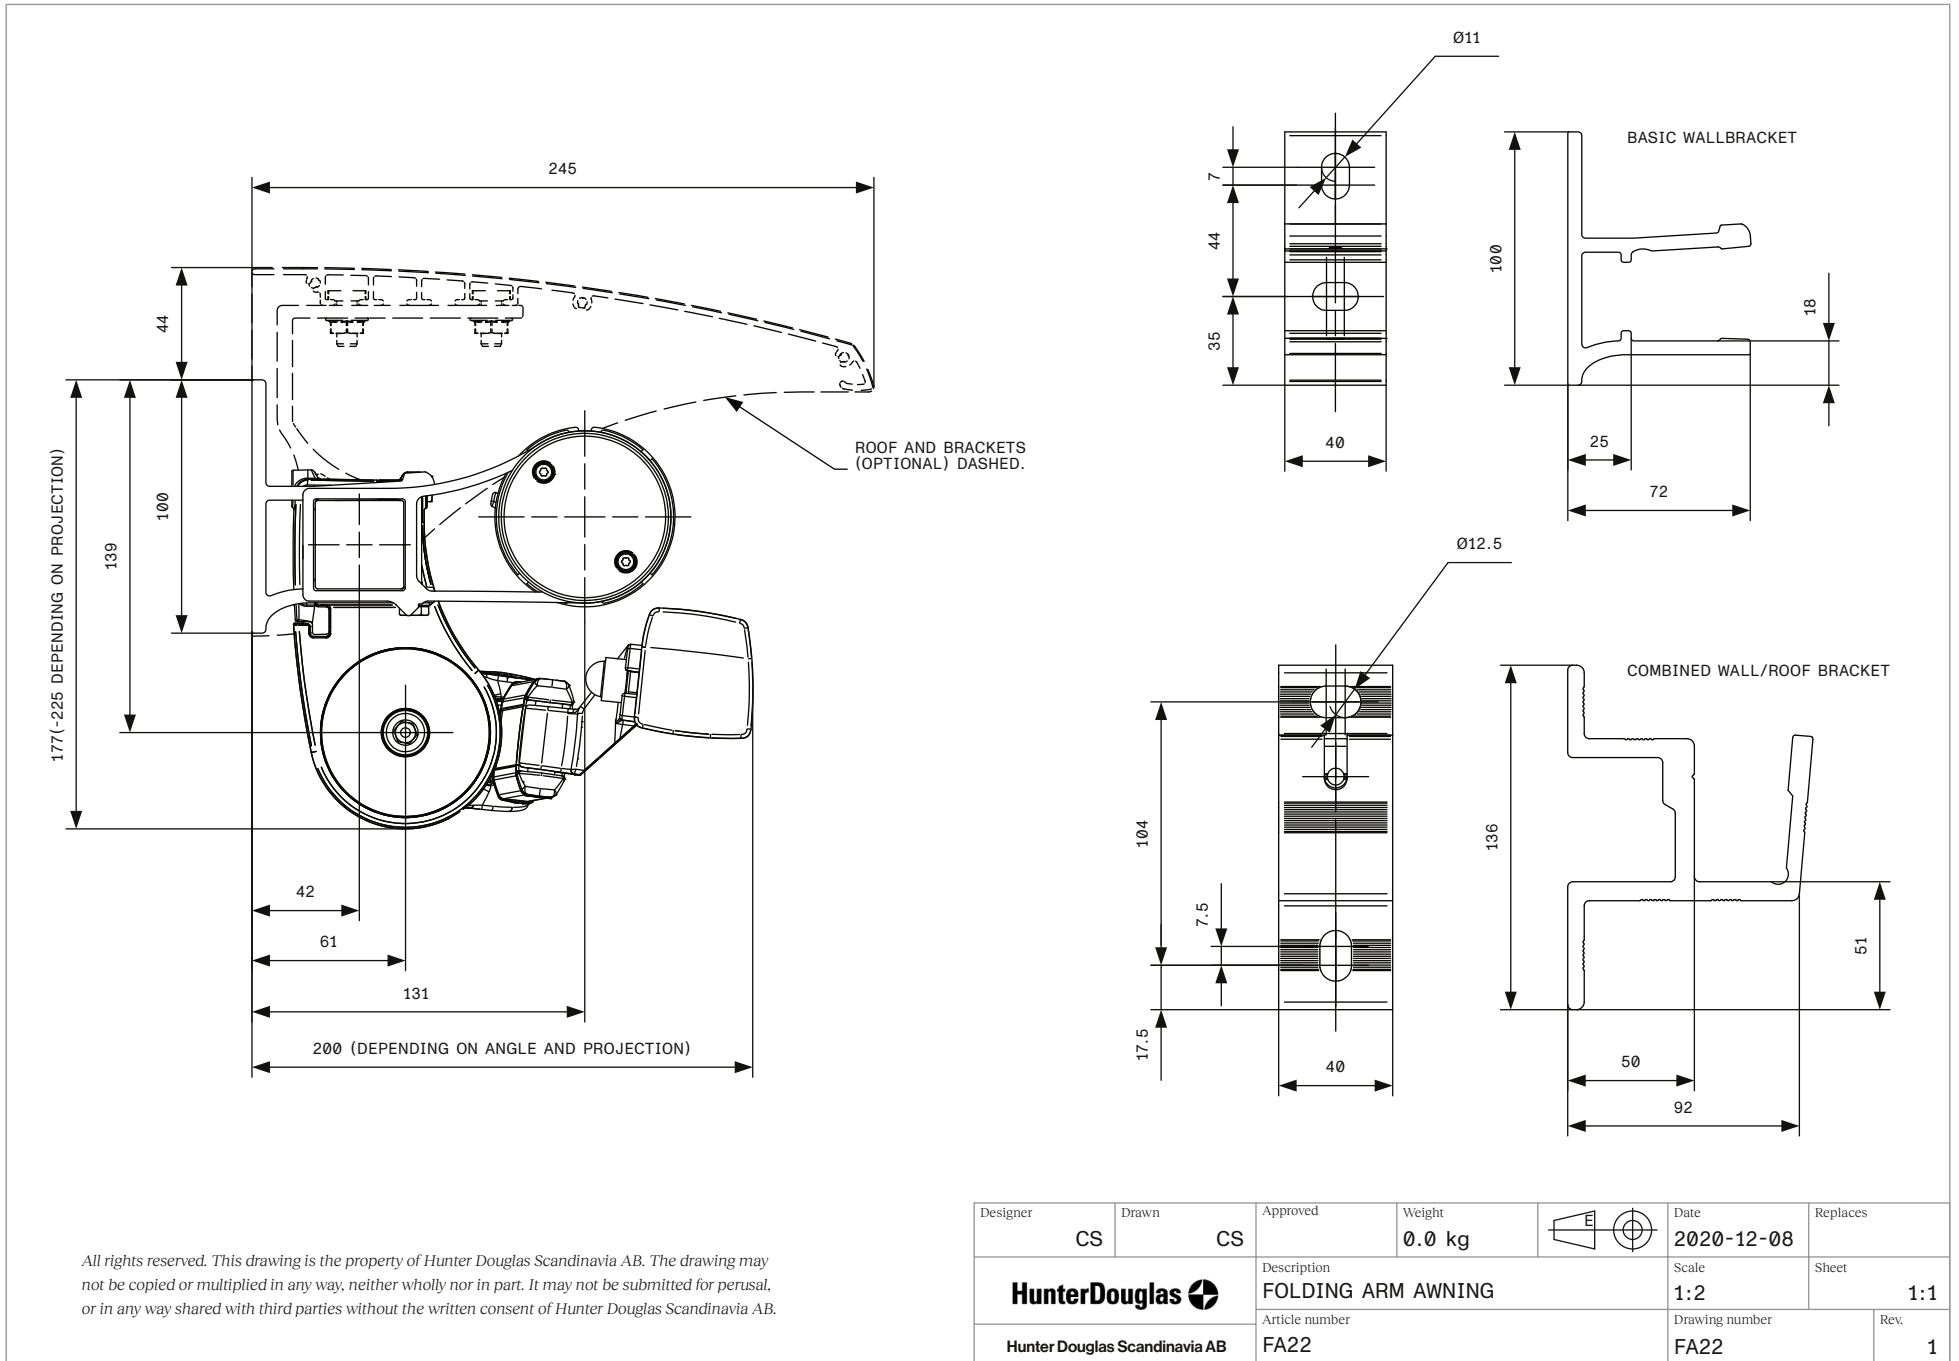 Ø11
BASIC WALLBRACKET
245
7
44
100
44
18
35
40
25
72
ROOF AND BRACKETS
(OPTIONAL) DASHED.
177(-225 DEPENDING ON PROJECTION)
139
100
Ø12.5
COMBINED WALL/ROOF BRACKET
104
136
7.5
51
17.5
40
50
92
42
61
131
200 (DEPENDING ON ANGLE AND PROJECTION)
All rights reserved. This drawing is the property of Hunter Douglas Scandinavia AB. The drawing may
not be copied or multiplied in any way, neither wholly nor in part. It may not be submitted for perusal,
or in any way shared with third parties without the written consent of Hunter Douglas Scandinavia AB.
Designer
CS
Drawn
CS
Approved
Weight
0.0 kg
E
Date
2020-12-08
Replaces
HunterDouglas
Description
FOLDING ARM AWNING
Scale
1:2
Sheet
1:1
Hunter Douglas Scandinavia AB
Article number
FA22
Drawing number
FA22
Rev.
1